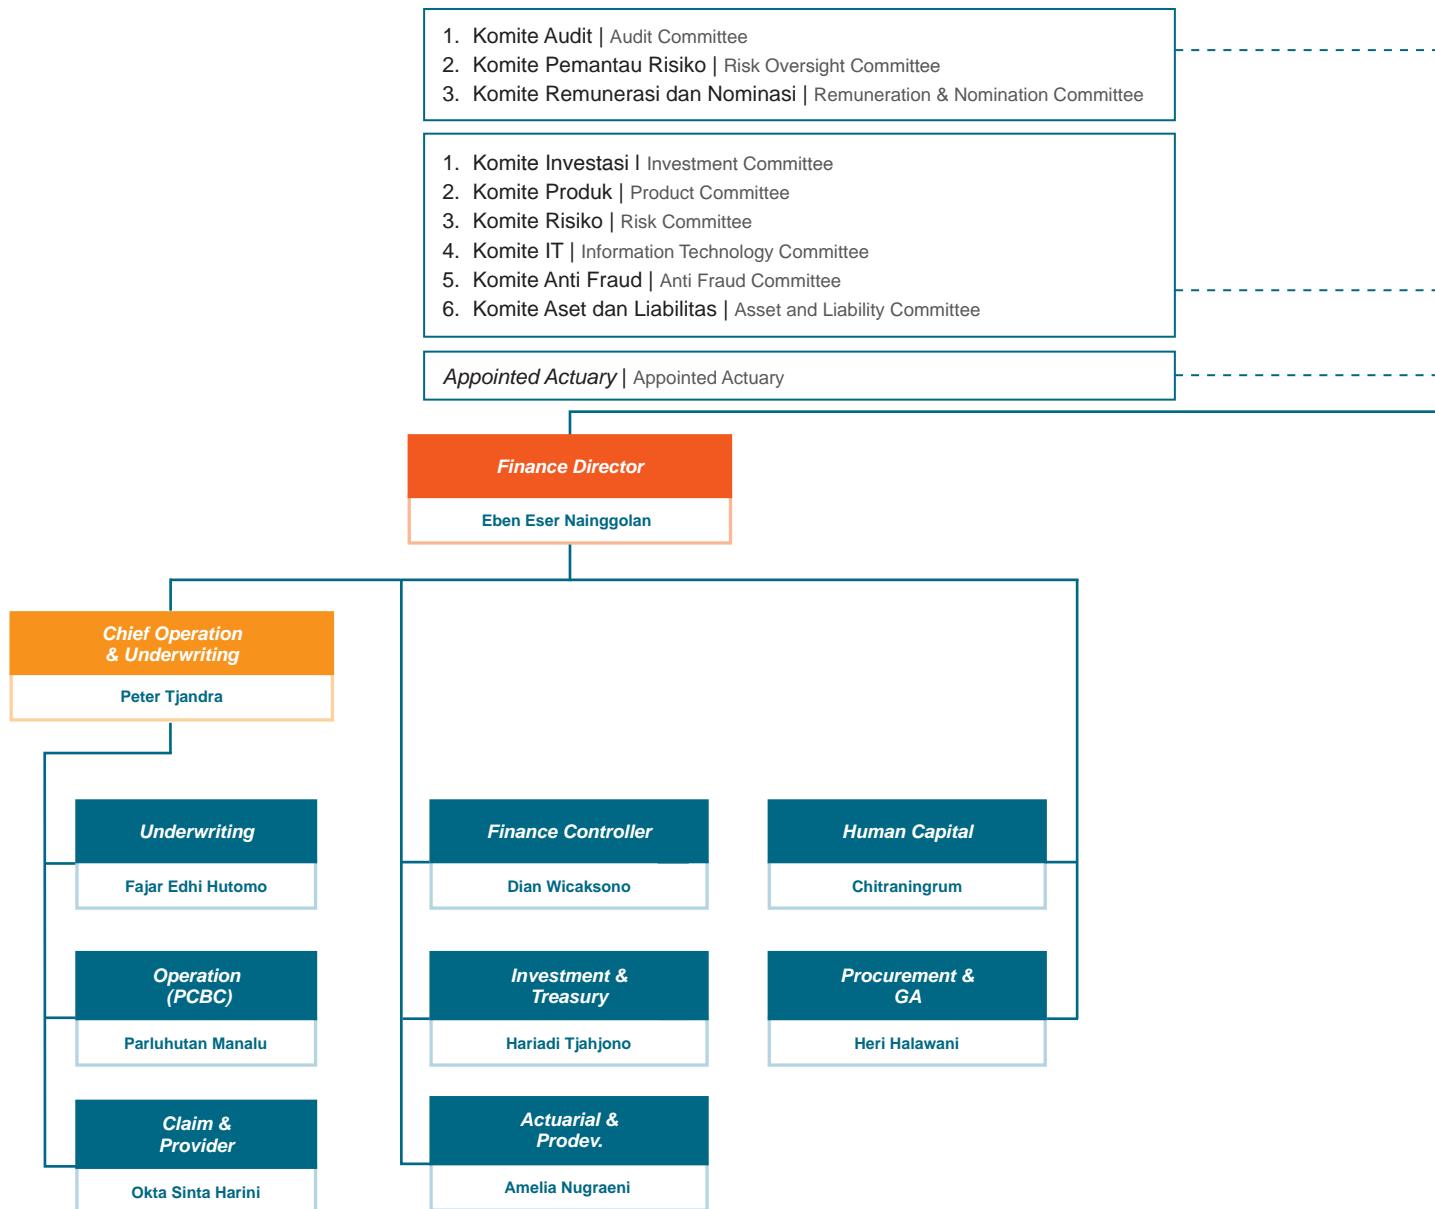 1. Komite Audit | Audit Committee
2. Komite Pemantau Risiko | Risk Oversight Committee
3. Komite Remunerasi dan Nominasi | Remuneration & Nomination Committee
1. Komite Investasi l Investment Committee
2. Komite Produk | Product Committee
3. Komite Risiko | Risk Committee
4. Komite IT | Information Technology Committee
5. Komite Anti Fraud | Anti Fraud Committee
6. Komite Aset dan Liabilitas | Asset and Liability Committee
Appointed Actuary | Appointed Actuary
Finance Director
Eben Eser Nainggolan
Chief Operation
& Underwriting
Peter Tjandra
Underwriting
Fajar Edhi Hutomo
Finance Controller
Dian Wicaksono
Human Capital
Chitraningrum
Operation
(PCBC)
Parluhutan Manalu
Investment &
Treasury
Hariadi Tjahjono
Procurement &
GA
Heri Halawani
Claim &
Provider
Okta Sinta Harini
Actuarial &
Prodev.
Amelia Nugraeni